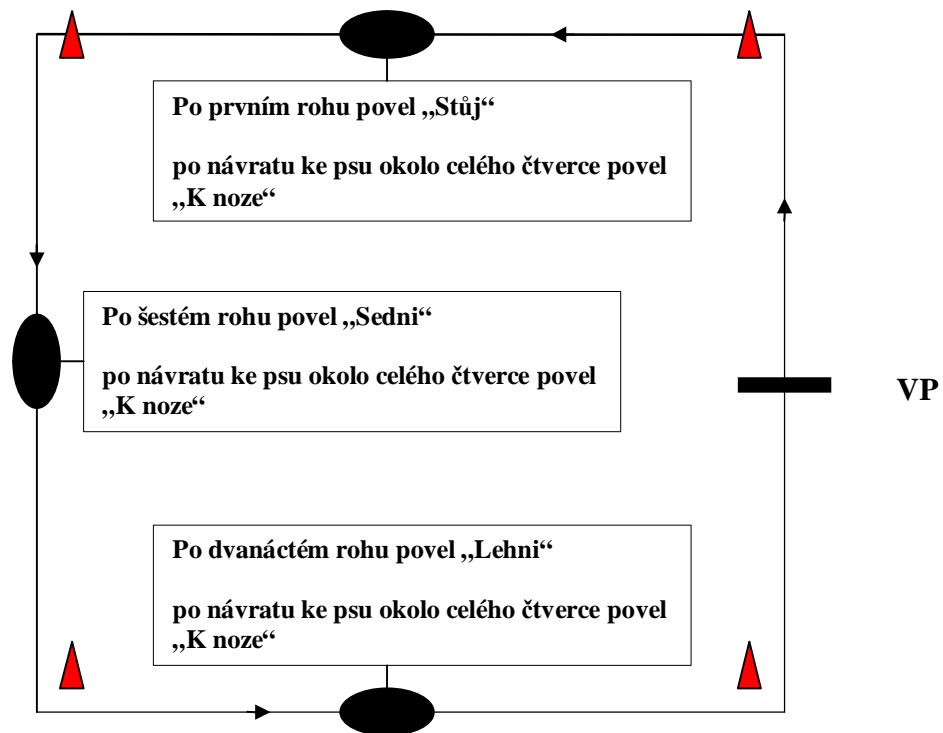 Po prvním rohu povel „Stůj“
po návratu ke psu okolo celého čtverce povel
„K noze“
Po šestém rohu povel „Sedni“
po návratu ke psu okolo celého čtverce povel
„K noze“
VP
Po dvanáctém rohu povel „Lehni“
po návratu ke psu okolo celého čtverce povel
„K noze“